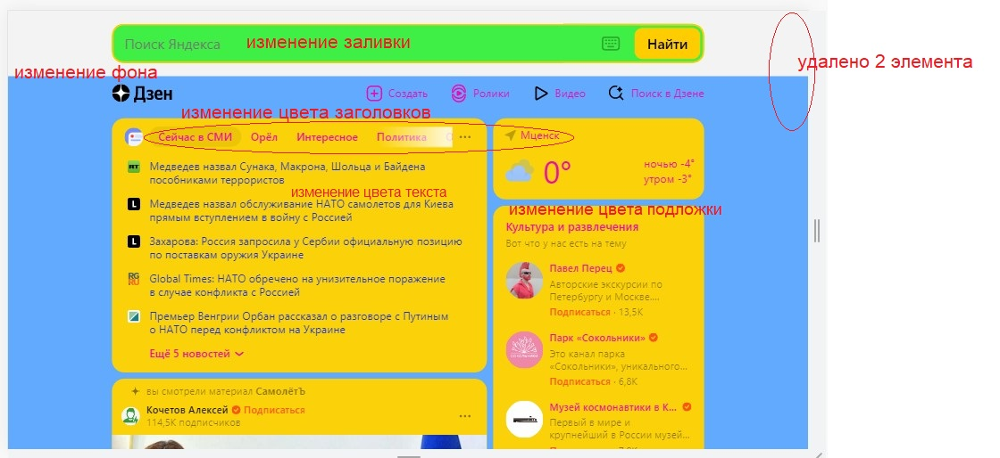 Поиск Яндекса
изменение заливки
Найти
удалено 2 элемента
изменение фона
Дзен
Создать
Ролики
Видео
Поиск в Дзене
изменение цвета заголовков
Сейчас в СМИ
Орёл
Интересное
Политика
Медведев назвал Сунака, Макрона, Шольца и Байдена
пособниками террористов
изменение цвета текста
L
Медведев назвал обслуживание НАТО самолетов для Киева
прямым вступлением в войну с Россией
L
Захарова: Россия запросила у Сербии официальную позицию
по поставкам оружия Украине
RG
RU
Global Times: НАТО обречено на унизительное поражение
в случае конфликта с Россией
Премьер Венгрии Орбан рассказал о разговоре с Путиным
о НАТО перед конфликтом на Украине
Ещё 5 новостей
вы смотрели материал СамолётЪ
Кочетов Алексей Подписаться
114,5K подписчиков
Мценск
0°
ночью -4°
утром -3°
изменение цвета подложки
Культура и развлечения
Вот что у нас есть на тему
Павел Перец
Авторские экскурсии по
Петербургу и Москве....
Подписаться · 13,5K
Парк «Сокольники»
Это канал парка
«Сокольники», уникального...
Подписаться · 6,8K
Музей космонавтики в К...
Первый в мире и
крупнейший в России музей...